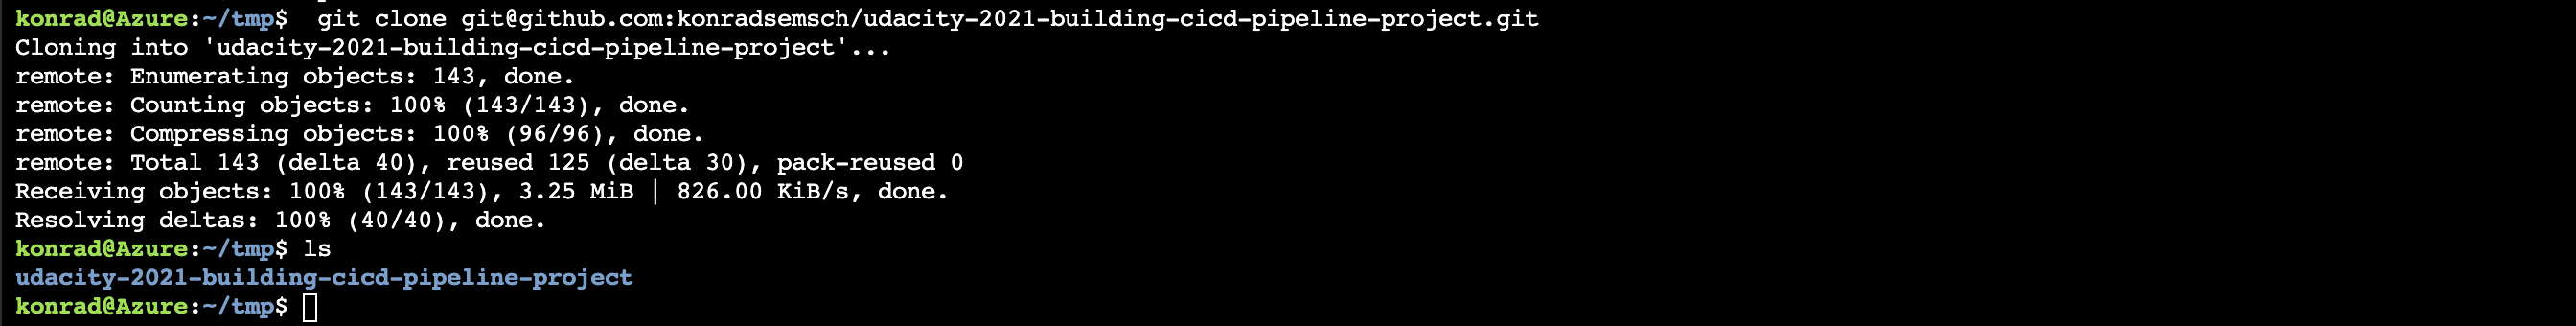 konrad@Azure:~/tmp$  git clone git@github.com:konradsemsch/udacity-2021-building-cicd-pipeline-project.git
Cloning into 'udacity-2021-building-cicd-pipeline-project'...
remote: Enumerating objects: 143, done.
remote: Counting objects: 100% (143/143), done.
remote: Compressing objects: 100% (96/96), done.
remote: Total 143 (delta 40), reused 125 (delta 30), pack-reused 0
Receiving objects: 100% (143/143), 3.25 MiB | 826.00 KiB/s, done.
Resolving deltas: 100% (40/40), done.
konrad@Azure:~/tmp$ ls
udacity-2021-building-cicd-pipeline-project
konrad@Azure:~/tmp$